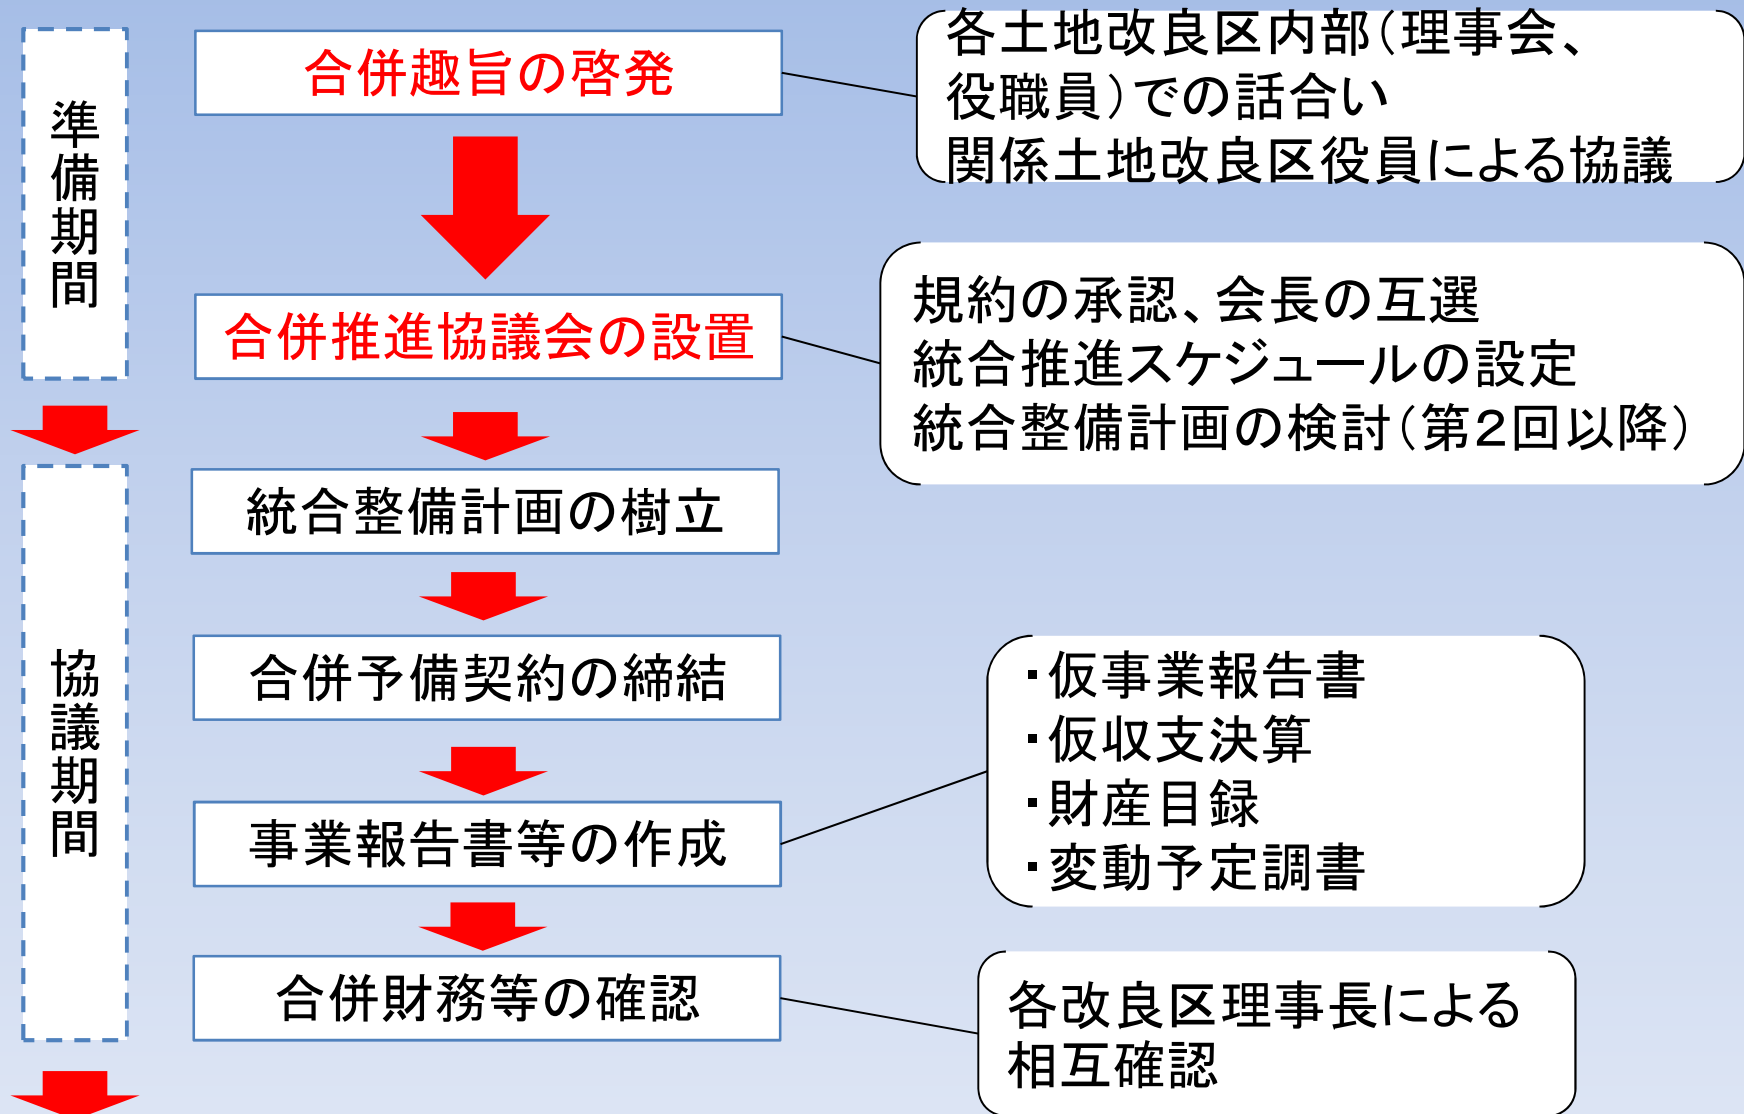 準備期間
合併趣旨の啓発
各土地改良区内部（理事会、
役職員）での話合い
関係土地改良区役員による協議
合併推進協議会の設置
規約の承認、会長の互選
統合推進スケジュールの設定
統合整備計画の検討（第２回以降）
協議期間
統合整備計画の樹立
合併予備契約の締結
事業報告書等の作成
・仮事業報告書
・仮収支決算
・財産目録
・変動予定調書
合併財務等の確認
各改良区理事長による
相互確認